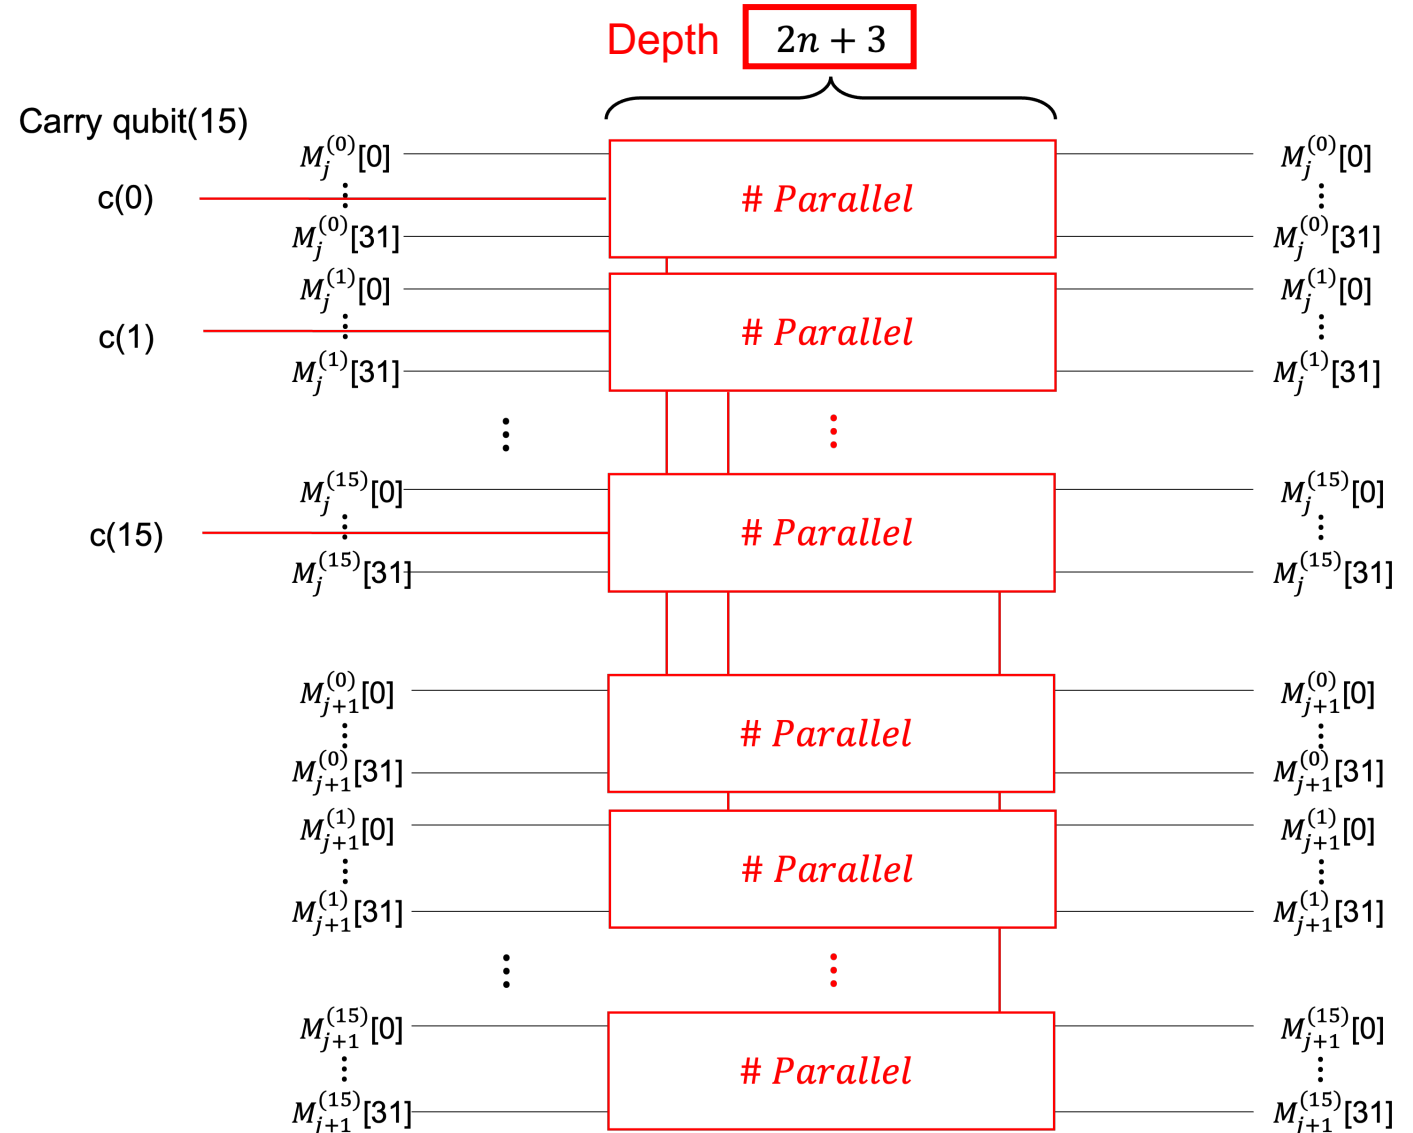 Depth 2n + 3
Carry qubit(15)
M_j^{(0)}[0] M_j^{(0)}[0]
c(0) ⋮ # Parallel ⋮
M_j^{(0)}[31] M_j^{(0)}[31]
M_j^{(1)}[0] M_j^{(1)}[0]
c(1) ⋮ # Parallel ⋮
M_j^{(1)}[31] M_j^{(1)}[31]
⋮ ⋮
M_j^{(15)}[0] M_j^{(15)}[0]
c(15) ⋮ # Parallel ⋮
M_j^{(15)}[31] M_j^{(15)}[31]
M_{j+1}^{(0)}[0] M_{j+1}^{(0)}[0]
⋮ # Parallel ⋮
M_{j+1}^{(0)}[31] M_{j+1}^{(0)}[31]
M_{j+1}^{(1)}[0] M_{j+1}^{(1)}[0]
⋮ # Parallel ⋮
M_{j+1}^{(1)}[31] M_{j+1}^{(1)}[31]
⋮ ⋮
M_{j+1}^{(15)}[0] M_{j+1}^{(15)}[0]
⋮ # Parallel ⋮
M_{j+1}^{(15)}[31] M_{j+1}^{(15)}[31]